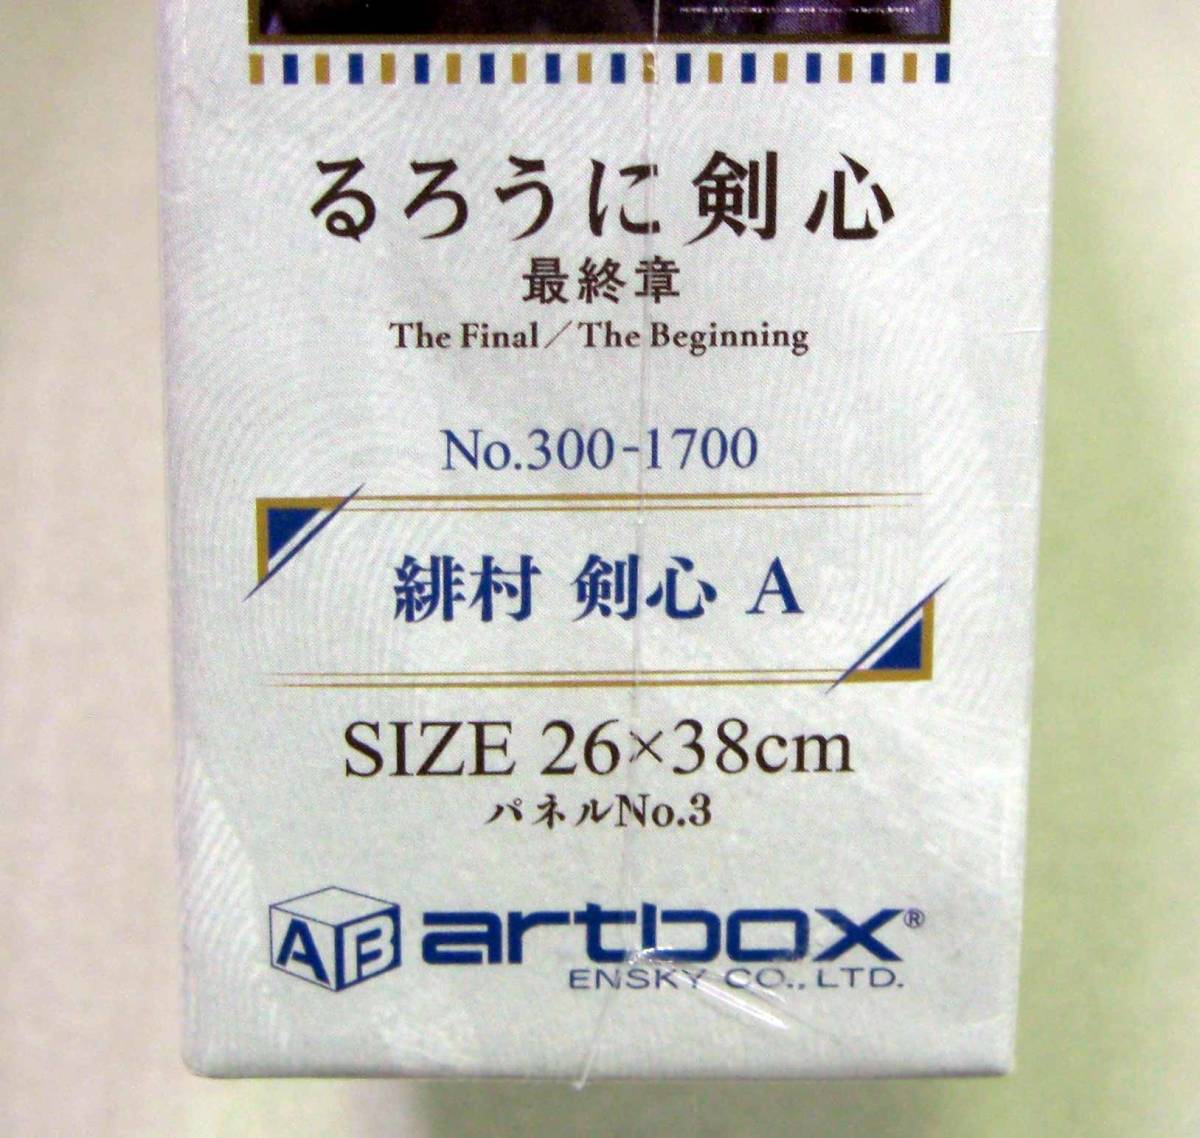 るろうに剣心
最終章
The Final／The Beginning
No.300-1700
緋村 剣心 A
SIZE 26×38cm
パネルNo.3
AB artbox®
ENSKY CO., LTD.